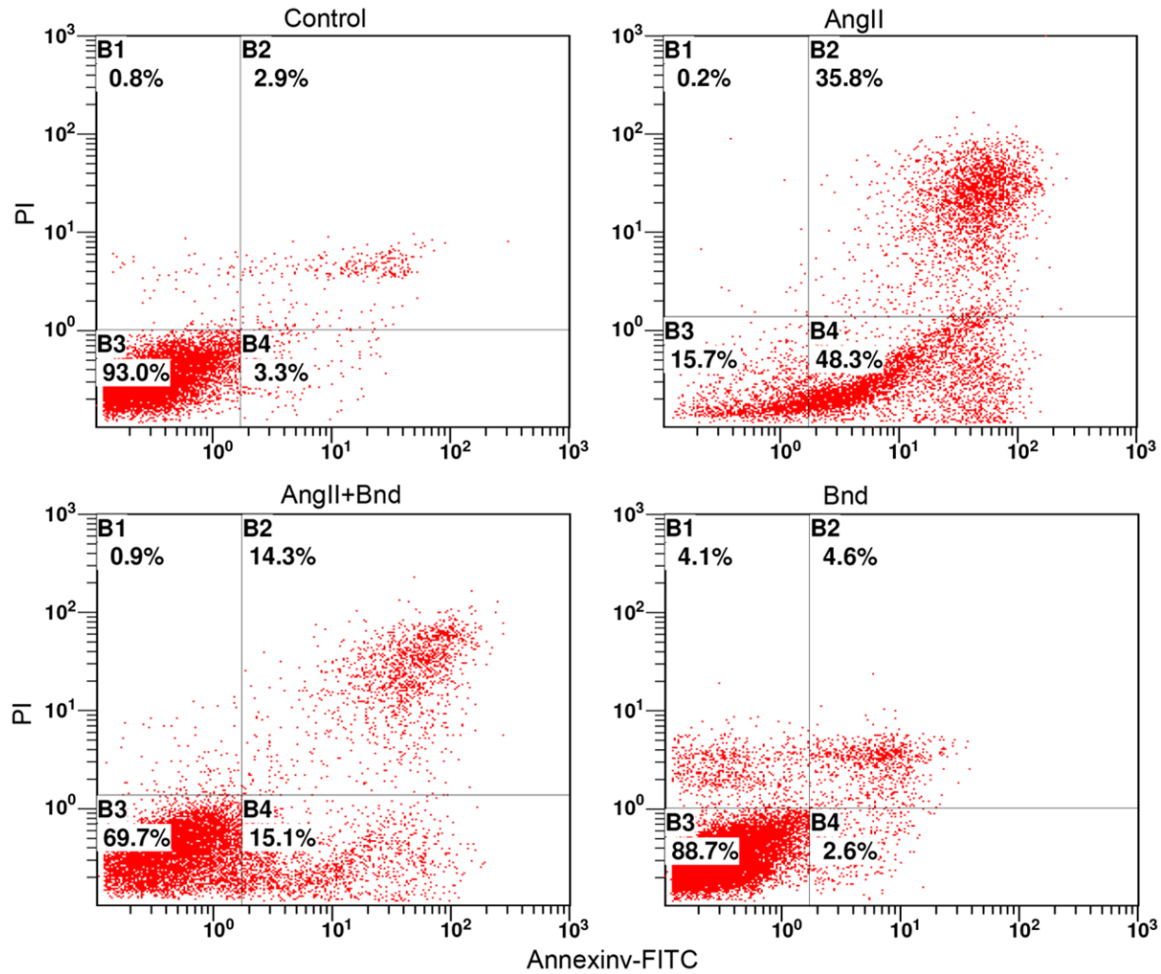 Control
AngII
10³
B1
B2
0.8%
2.9%
10²
PI
10¹
10⁰
B3
B4
93.0%
3.3%
10⁰
10¹
10²
10³
10³
B1
B2
0.2%
35.8%
10²
10¹
10⁰
B3
B4
15.7%
48.3%
10⁰
10¹
10²
10³
AngII+Bnd
Bnd
10³
B1
B2
0.9%
14.3%
10²
PI
10¹
10⁰
B3
B4
69.7%
15.1%
10⁰
10¹
10²
10³
10³
B1
B2
4.1%
4.6%
10²
10¹
10⁰
B3
B4
88.7%
2.6%
10⁰
10¹
10²
10³
Annexinv-FITC